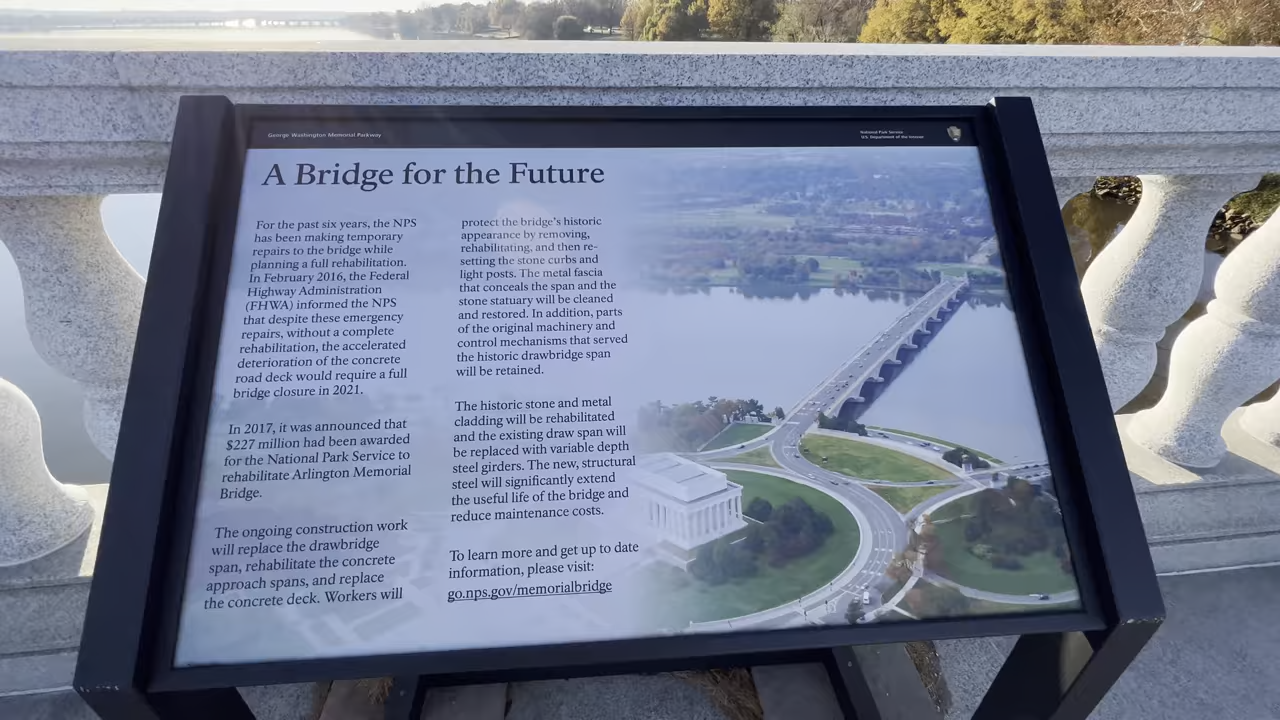 George Washington Memorial Parkway
National Park Service
U.S. Department of the Interior
A Bridge for the Future
For the past six years, the NPS
has been making temporary
repairs to the bridge while
planning a full rehabilitation.
In February 2016, the Federal
Highway Administration
(FHWA) informed the NPS
that despite these emergency
repairs, without a complete
rehabilitation, the accelerated
deterioration of the concrete
road deck would require a full
bridge closure in 2021.
In 2017, it was announced that
$227 million had been awarded
for the National Park Service to
rehabilitate Arlington Memorial
Bridge.
The ongoing construction work
will replace the drawbridge
span, rehabilitate the concrete
approach spans, and replace
the concrete deck. Workers will
protect the bridge's historic
appearance by removing,
rehabilitating, and then re-
setting the stone curbs and
light posts. The metal fascia
that conceals the span and the
stone statuary will be cleaned
and restored. In addition, parts
of the original machinery and
control mechanisms that served
the historic drawbridge span
will be retained.
The historic stone and metal
cladding will be rehabilitated
and the existing draw span will
be replaced with variable depth
steel girders. The new, structural
steel will significantly extend
the useful life of the bridge and
reduce maintenance costs.
To learn more and get up to date
information, please visit:
go.nps.gov/memorialbridge